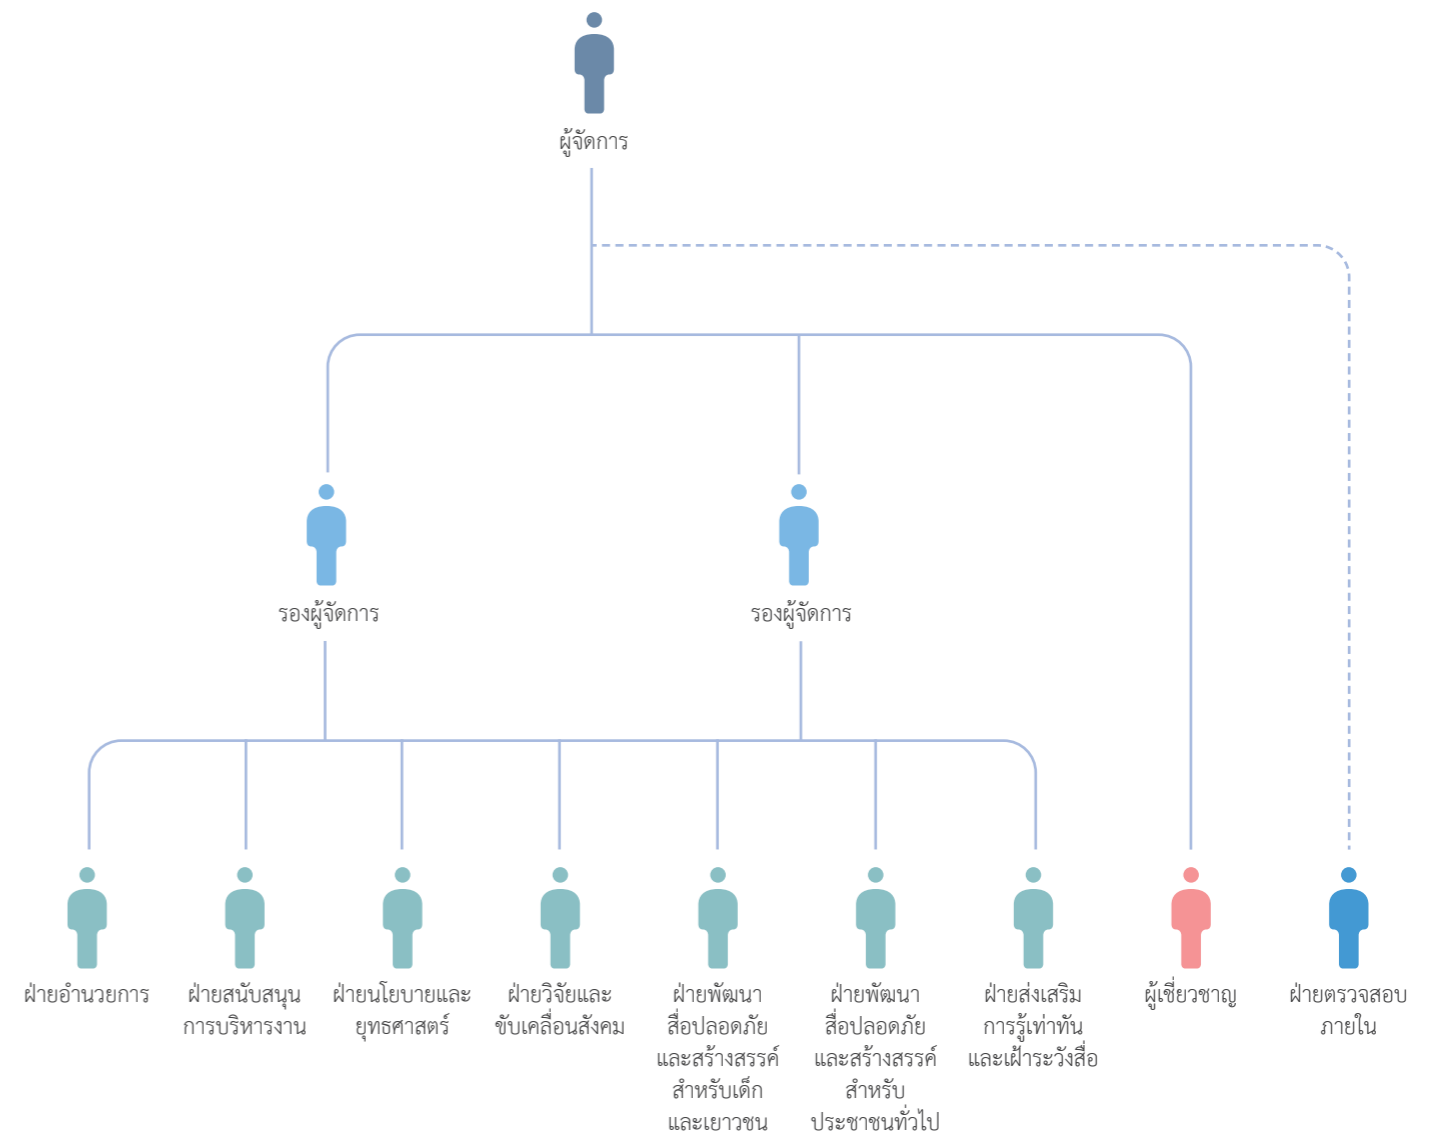 ผู้จัดการ
รองผู้จัดการ
รองผู้จัดการ
ฝ่ายอำนวยการ
ฝ่ายสนับสนุน
การบริหารงาน
ฝ่ายนโยบายและ
ยุทธศาสตร์
ฝ่ายวิจัยและ
ขับเคลื่อนสังคม
ฝ่ายพัฒนา
สื่อปลอดภัย
และสร้างสรรค์
สำหรับเด็ก
และเยาวชน
ฝ่ายพัฒนา
สื่อปลอดภัย
และสร้างสรรค์
สำหรับ
ประชาชนทั่วไป
ฝ่ายส่งเสริม
การรู้เท่าทัน
และเฝ้าระวังสื่อ
ผู้เชี่ยวชาญ
ฝ่ายตรวจสอบ
ภายใน